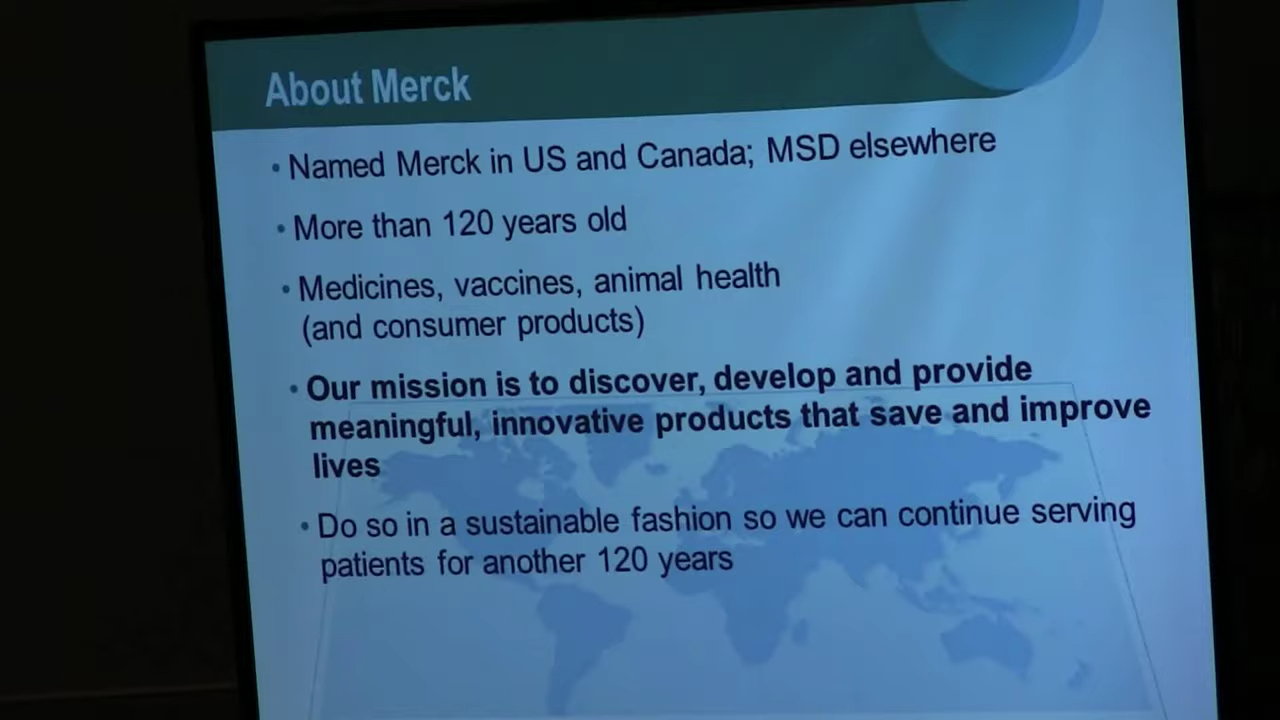 About Merck
• Named Merck in US and Canada; MSD elsewhere
• More than 120 years old
• Medicines, vaccines, animal health
(and consumer products)
• Our mission is to discover, develop and provide
meaningful, innovative products that save and improve
lives
• Do so in a sustainable fashion so we can continue serving
patients for another 120 years